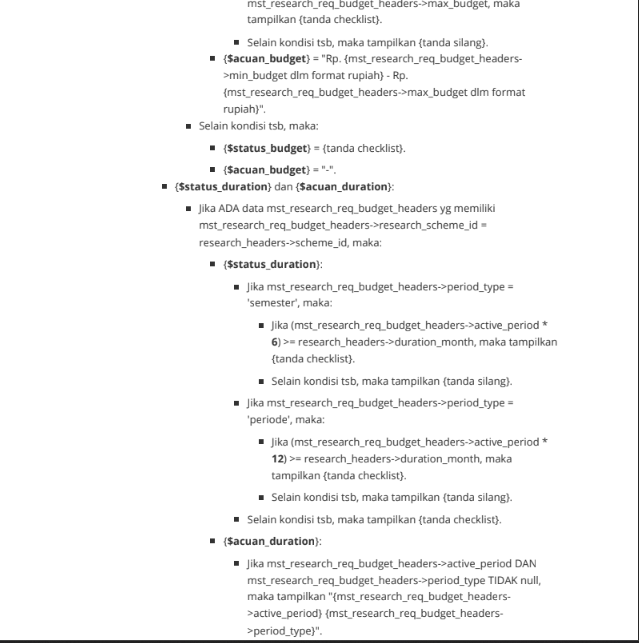 mst_research_req_budget_headers->max_budget, maka
tampilkan {tanda checklist}.
Selain kondisi tsb, maka tampilkan {tanda silang}.
{$acuan_budget} = "Rp. {mst_research_req_budget_headers-
>min_budget dlm format rupiah} - Rp.
{mst_research_req_budget_headers->max_budget dlm format
rupiah}".
Selain kondisi tsb, maka:
{$status_budget} = {tanda checklist}.
{$acuan_budget} = "-".
{$status_duration} dan {$acuan_duration}:
Jika ADA data mst_research_req_budget_headers yg memiliki
mst_research_req_budget_headers->research_scheme_id =
research_headers->scheme_id, maka:
{$status_duration}:
Jika mst_research_req_budget_headers->period_type =
'semester', maka:
Jika (mst_research_req_budget_headers->active_period *
6) >= research_headers->duration_month, maka tampilkan
{tanda checklist}.
Selain kondisi tsb, maka tampilkan {tanda silang}.
Jika mst_research_req_budget_headers->period_type =
'periode', maka:
Jika (mst_research_req_budget_headers->active_period *
12) >= research_headers->duration_month, maka
tampilkan {tanda checklist}.
Selain kondisi tsb, maka tampilkan {tanda silang}.
Selain kondisi tsb, maka tampilkan {tanda checklist}.
{$acuan_duration}:
Jika mst_research_req_budget_headers->active_period DAN
mst_research_req_budget_headers->period_type TIDAK null,
maka tampilkan "{mst_research_req_budget_headers-
>active_period} {mst_research_req_budget_headers-
>period_type}".